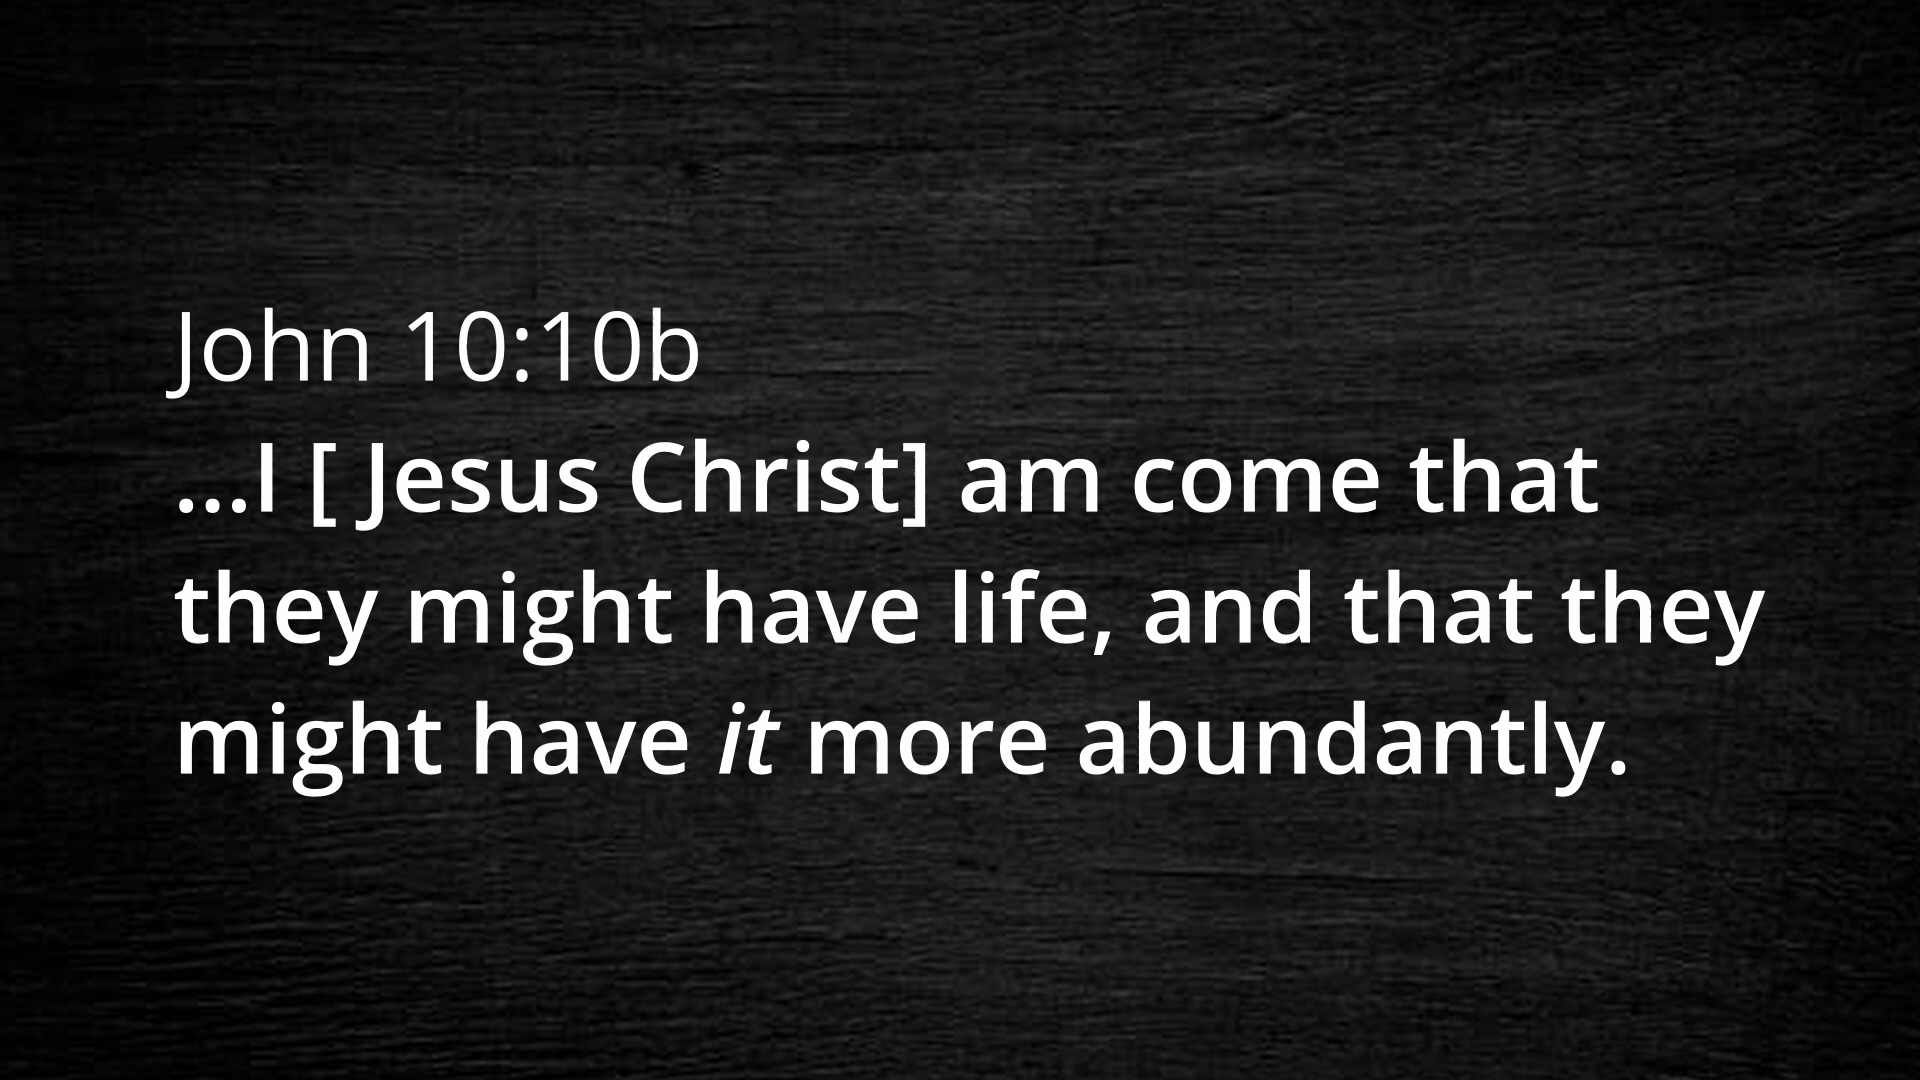 John 10:10b
…I [ Jesus Christ] am come that
they might have life, and that they
might have it more abundantly.